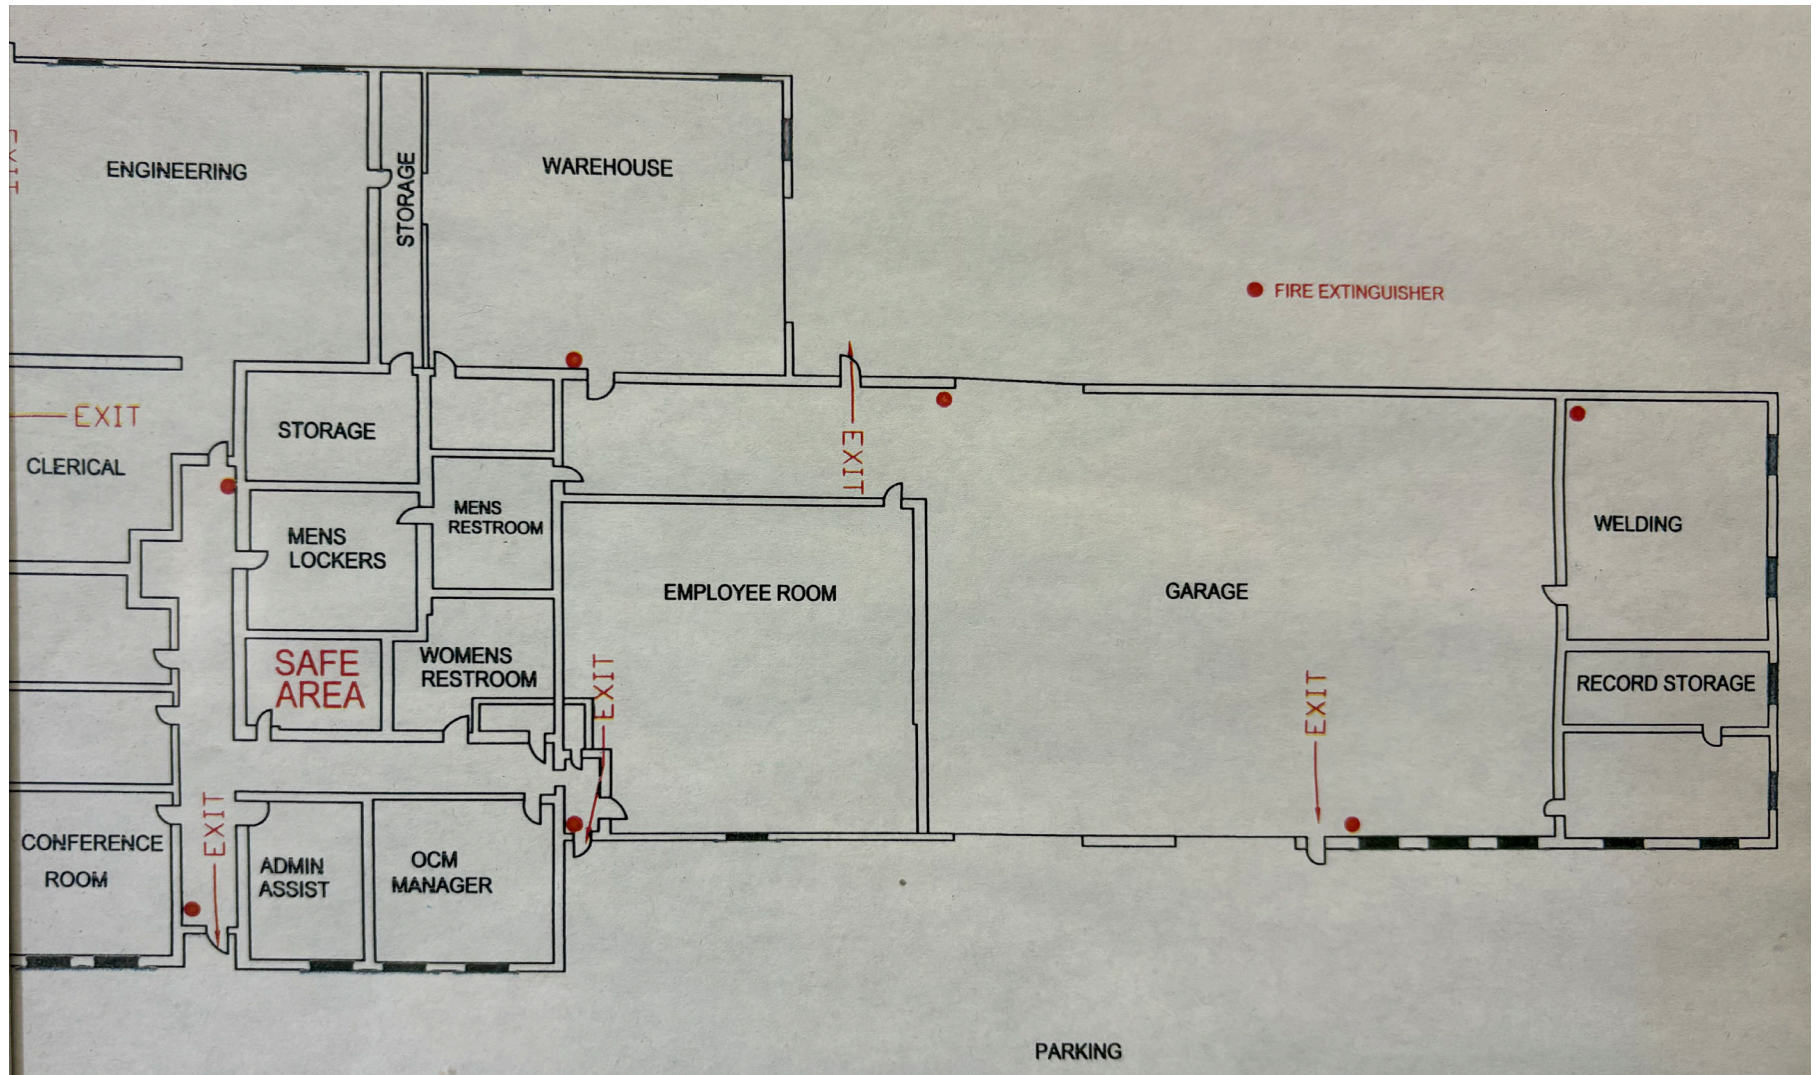 ENGINEERING
STORAGE
WAREHOUSE
EXIT
FIRE EXTINGUISHER
EXIT
CLERICAL
STORAGE
EXIT
MENS
LOCKERS
MENS
RESTROOM
WELDING
EMPLOYEE ROOM
GARAGE
SAFE
AREA
WOMENS
RESTROOM
EXIT
EXIT
RECORD STORAGE
CONFERENCE
ROOM
EXIT
ADMIN
ASSIST
OCM
MANAGER
PARKING